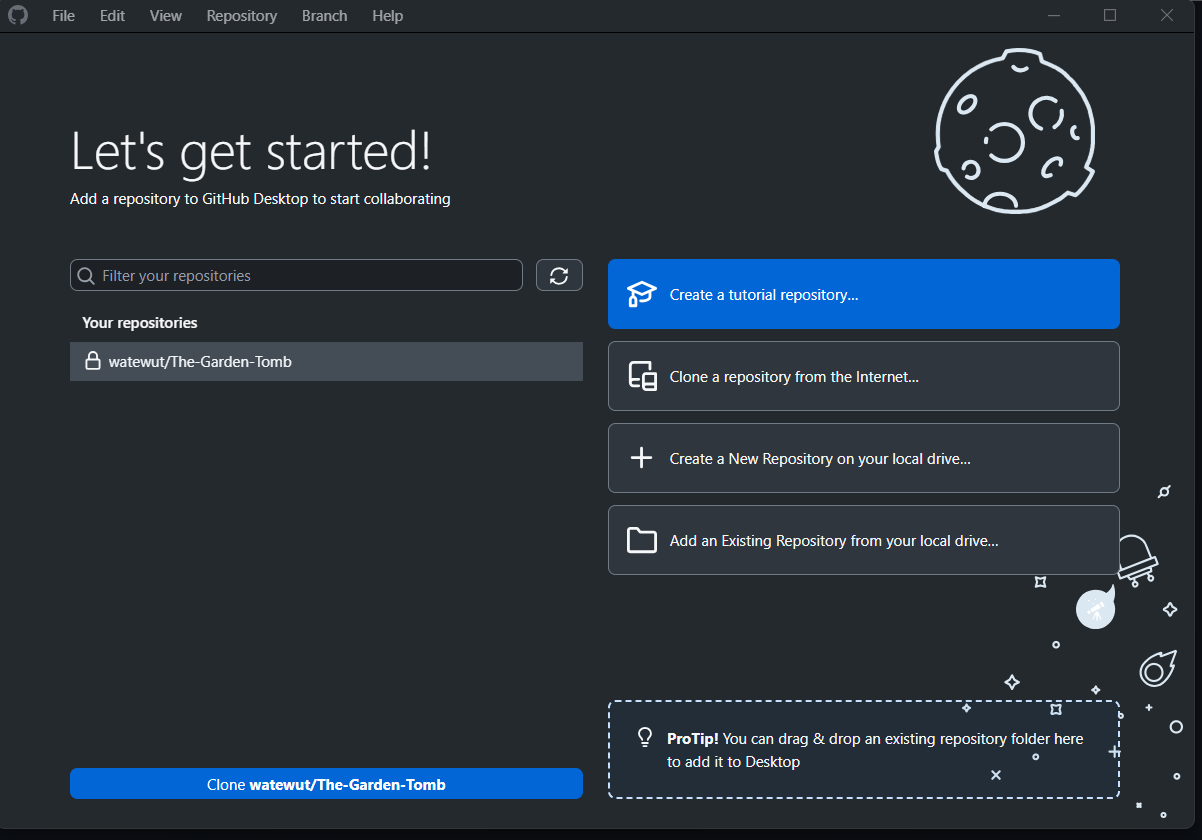 File Edit View Repository Branch Help
Let's get started!
Add a repository to GitHub Desktop to start collaborating
Filter your repositories
Your repositories
watewut/The-Garden-Tomb
Clone watewut/The-Garden-Tomb
Create a tutorial repository...
Clone a repository from the Internet...
Create a New Repository on your local drive...
Add an Existing Repository from your local drive...
ProTip! You can drag & drop an existing repository folder here
to add it to Desktop